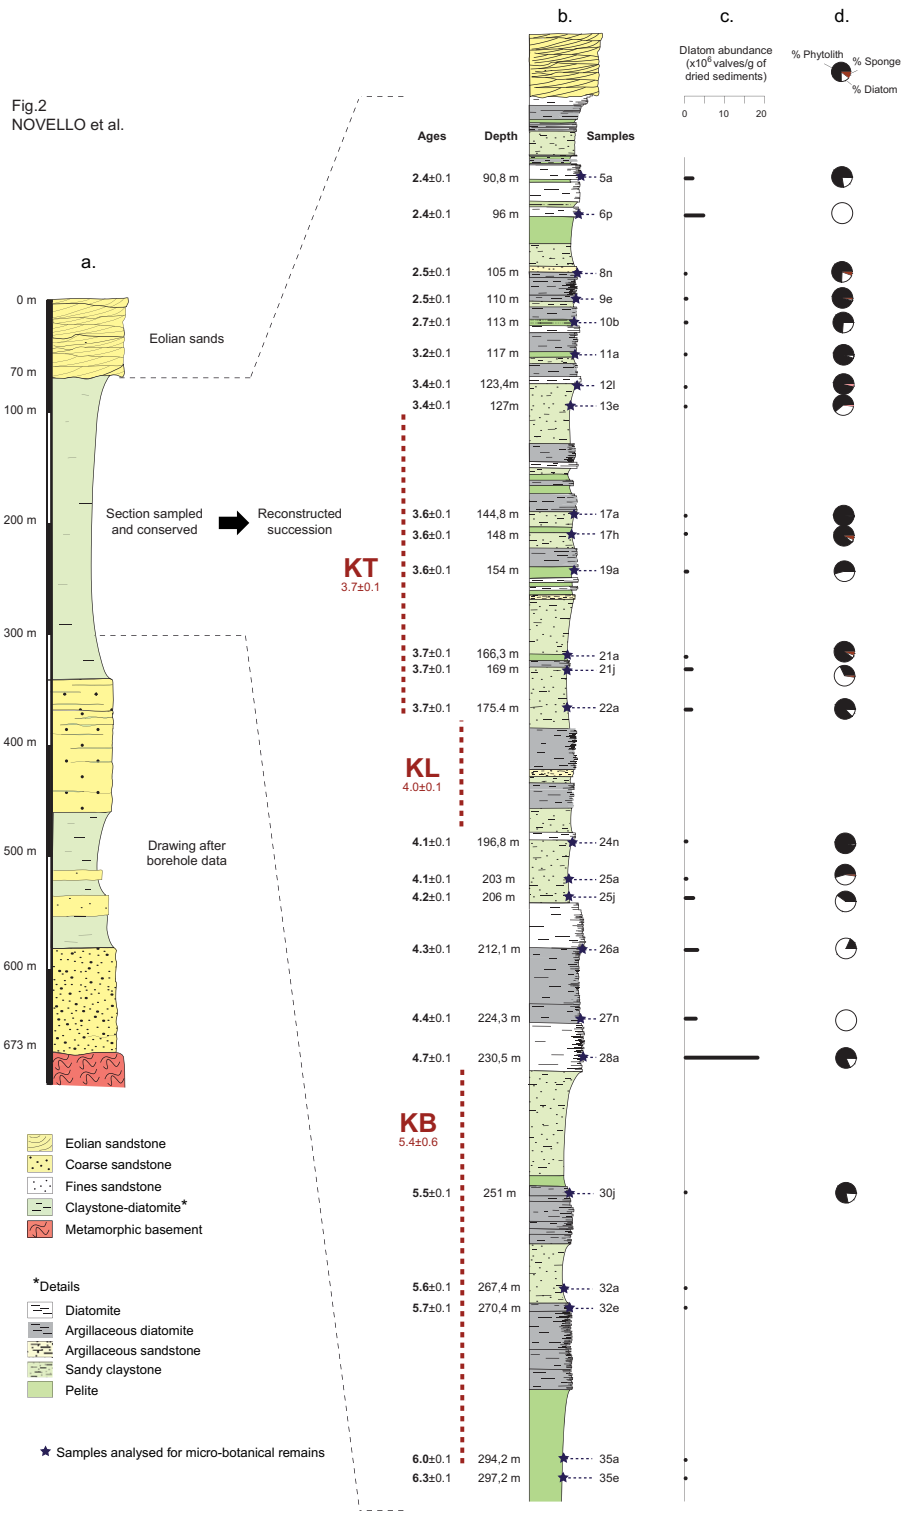 b.
c.
d.
Fig.2
NOVELLO et al.
DIatom abundance
(x10⁶ valves/g of
dried sediments)
0 10 20
% Phytolith
% Sponge
% Diatom
Ages Depth Samples
2.4±0.1 90,8 m 5a
2.4±0.1 96 m 6p
2.5±0.1 105 m 8n
2.5±0.1 110 m 9e
2.7±0.1 113 m 10b
3.2±0.1 117 m 11a
3.4±0.1 123,4m 12l
3.4±0.1 127m 13e
3.6±0.1 144,8 m 17a
3.6±0.1 148 m 17h
3.6±0.1 154 m 19a
3.7±0.1 166,3 m 21a
3.7±0.1 169 m 21j
3.7±0.1 175.4 m 22a
4.1±0.1 196,8 m 24n
4.1±0.1 203 m 25a
4.2±0.1 206 m 25j
4.3±0.1 212,1 m 26a
4.4±0.1 224,3 m 27n
4.7±0.1 230,5 m 28a
5.5±0.1 251 m 30j
5.6±0.1 267,4 m 32a
5.7±0.1 270,4 m 32e
6.0±0.1 294,2 m 35a
6.3±0.1 297,2 m 35e
KT
3.7±0.1
KL
4.0±0.1
KB
5.4±0.6
a.
0 m
70 m
100 m
200 m
300 m
400 m
500 m
600 m
673 m
Eolian sands
Section sampled
and conserved
Reconstructed
succession
Drawing after
borehole data
Eolian sandstone
Coarse sandstone
Fines sandstone
Claystone-diatomite*
Metamorphic basement
*Details
Diatomite
Argillaceous diatomite
Argillaceous sandstone
Sandy claystone
Pelite
Samples analysed for micro-botanical remains